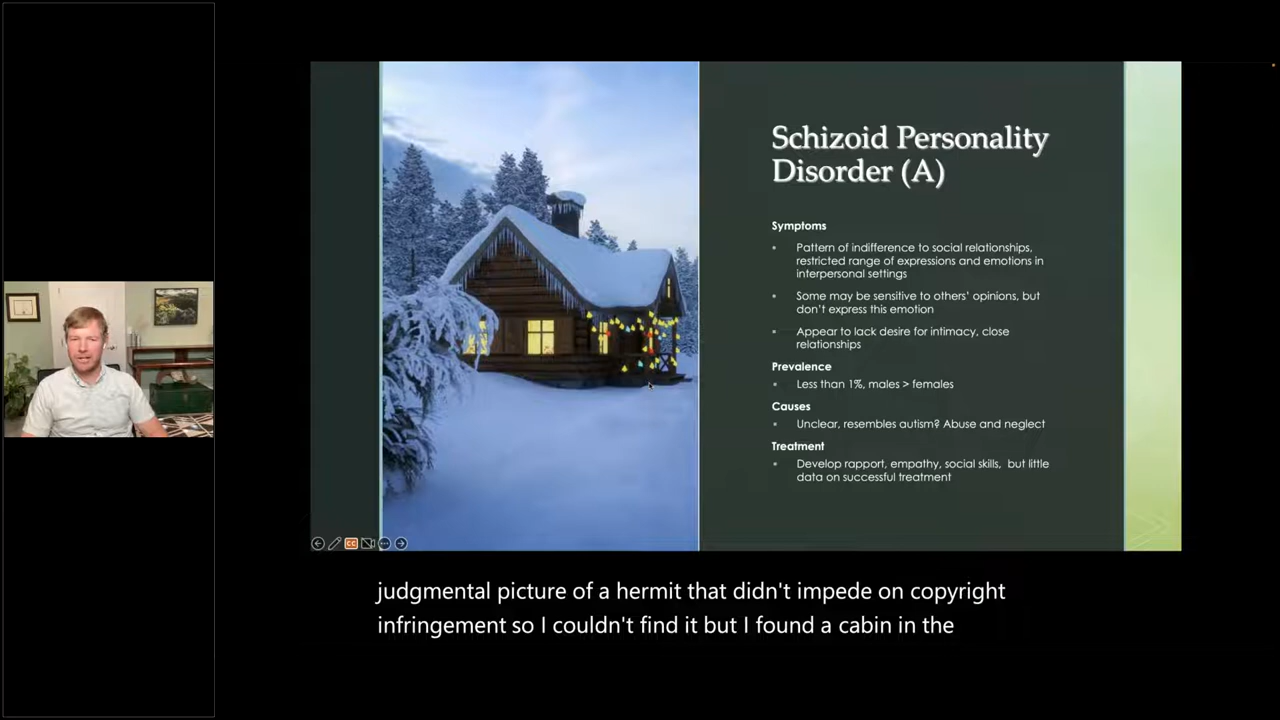 Schizoid Personality
Disorder (A)
Symptoms
Pattern of indifference to social relationships,
restricted range of expressions and emotions in
interpersonal settings
Some may be sensitive to others’ opinions, but
don’t express this emotion
Appear to lack desire for intimacy, close
relationships
Prevalence
Less than 1%, males > females
Causes
Unclear, resembles autism? Abuse and neglect
Treatment
Develop rapport, empathy, social skills,  but little
data on successful treatment
CC
judgmental picture of a hermit that didn't impede on copyright
infringement so I couldn't find it but I found a cabin in the